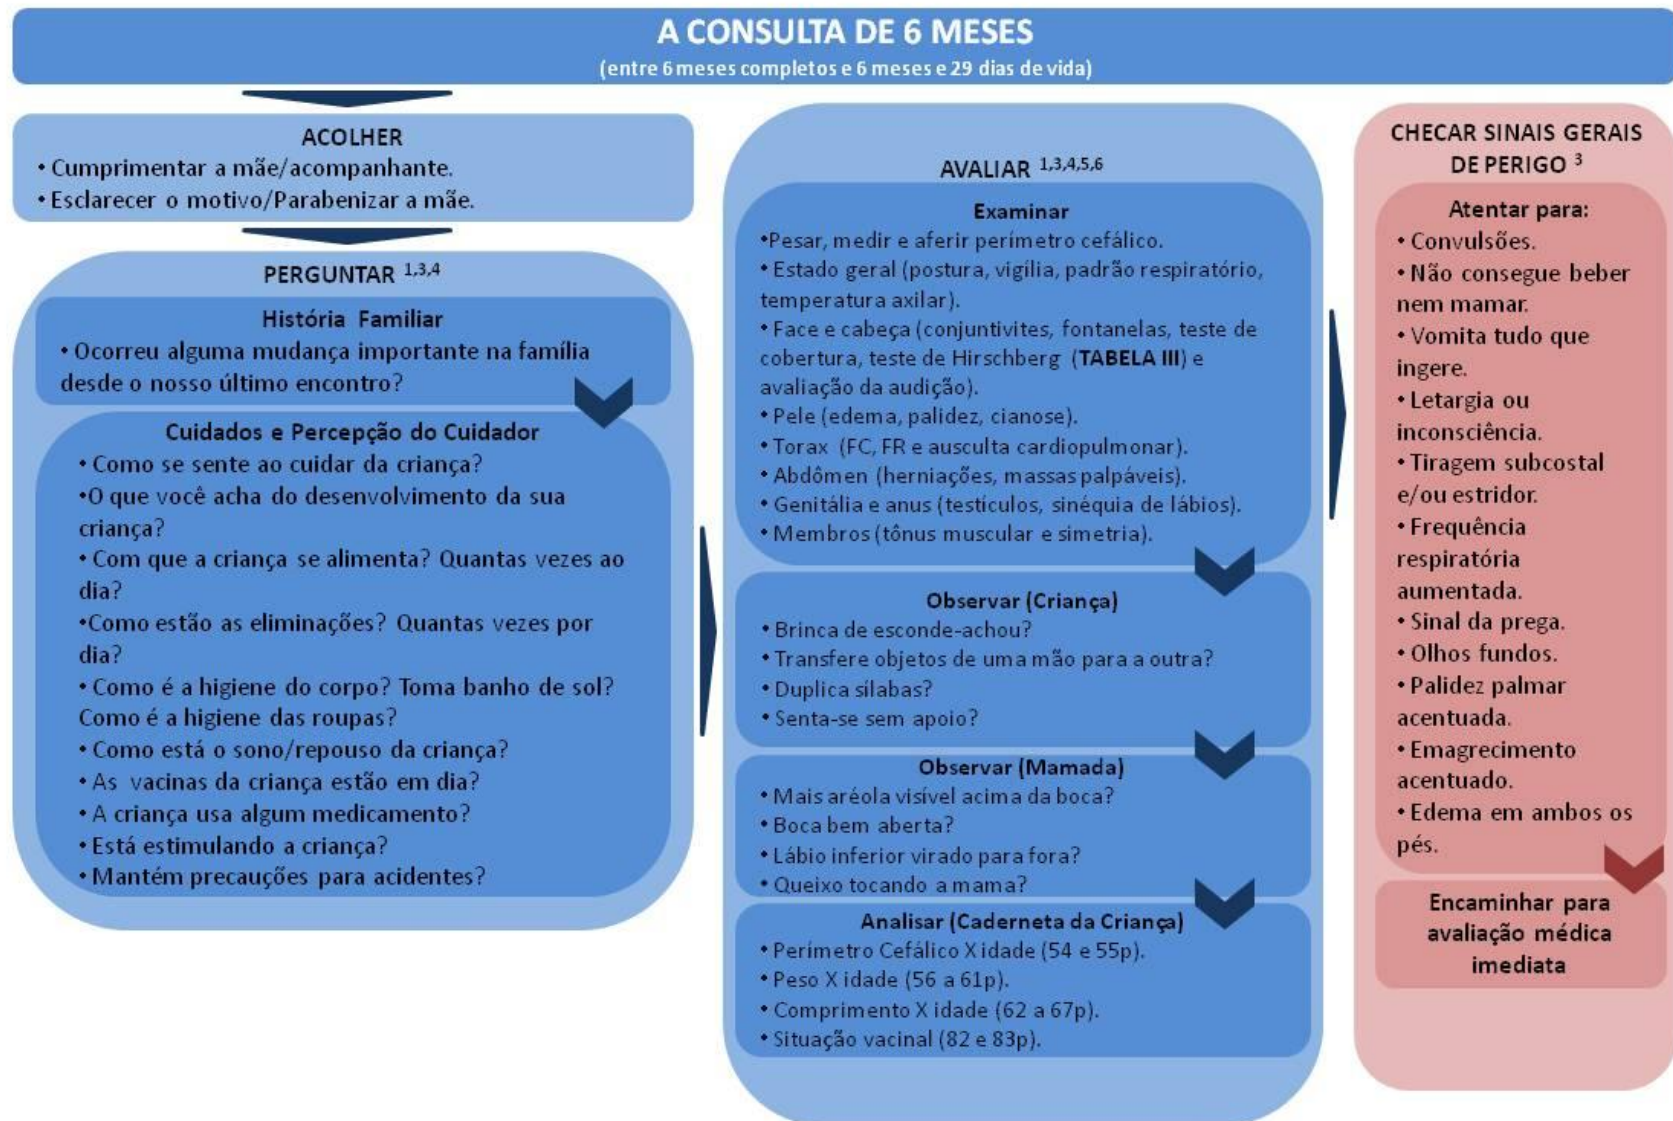 A CONSULTA DE 6 MESES
(entre 6 meses completos e 6 meses e 29 dias de vida)
ACOLHER
• Cumprimentar a mãe/acompanhante.
• Esclarecer o motivo/Parabenizar a mãe.
PERGUNTAR 1,3,4
História Familiar
• Ocorreu alguma mudança importante na família
desde o nosso último encontro?
Cuidados e Percepção do Cuidador
• Como se sente ao cuidar da criança?
•O que você acha do desenvolvimento da sua
criança?
• Com que a criança se alimenta? Quantas vezes ao
dia?
•Como estão as eliminações? Quantas vezes por
dia?
• Como é a higiene do corpo? Toma banho de sol?
Como é a higiene das roupas?
• Como está o sono/repouso da criança?
• As vacinas da criança estão em dia?
• A criança usa algum medicamento?
• Está estimulando a criança?
• Mantém precauções para acidentes?
AVALIAR 1,3,4,5,6
Examinar
•Pesar, medir e aferir perímetro cefálico.
• Estado geral (postura, vigília, padrão respiratório,
temperatura axilar).
• Face e cabeça (conjuntivites, fontanelas, teste de
cobertura, teste de Hirschberg (TABELA III) e
avaliação da audição).
• Pele (edema, palidez, cianose).
• Torax (FC, FR e ausculta cardiopulmonar).
• Abdômen (herniações, massas palpáveis).
• Genitália e anus (testículos, sinéquia de lábios).
• Membros (tônus muscular e simetria).
Observar (Criança)
• Brinca de esconde-achou?
• Transfere objetos de uma mão para a outra?
• Duplica sílabas?
• Senta-se sem apoio?
Observar (Mamada)
• Mais aréola visível acima da boca?
• Boca bem aberta?
• Lábio inferior virado para fora?
• Queixo tocando a mama?
Analisar (Caderneta da Criança)
• Perímetro Cefálico X idade (54 e 55p).
• Peso X idade (56 a 61p).
• Comprimento X idade (62 a 67p).
• Situação vacinal (82 e 83p).
CHECAR SINAIS GERAIS
DE PERIGO 3
Atentar para:
• Convulsões.
• Não consegue beber
nem mamar.
• Vomita tudo que
ingere.
• Letargia ou
inconsciência.
• Tiragem subcostal
e/ou estridor.
• Frequência
respiratória
aumentada.
• Sinal da prega.
• Olhos fundos.
• Palidez palmar
acentuada.
• Emagrecimento
acentuado.
• Edema em ambos os
pés.
Encaminhar para
avaliação médica
imediata